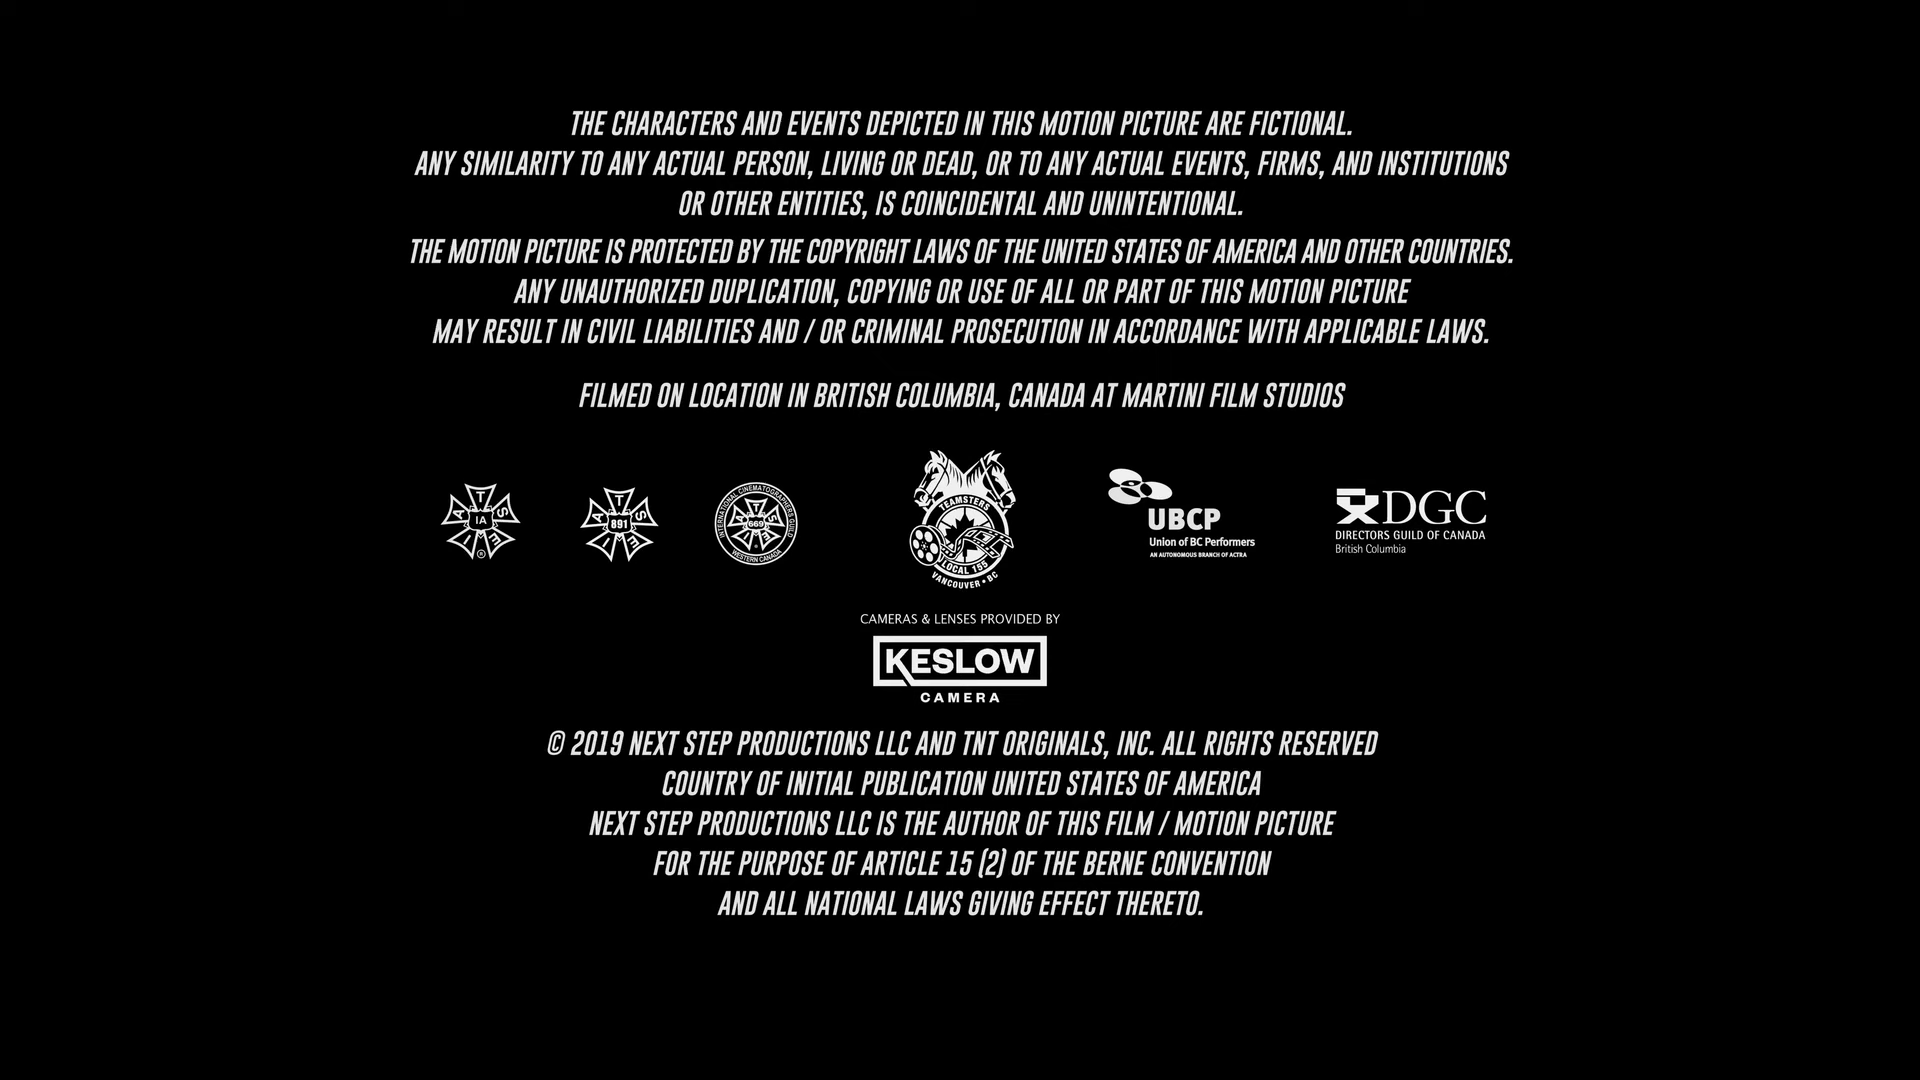 THE CHARACTERS AND EVENTS DEPICTED IN THIS MOTION PICTURE ARE FICTIONAL.
ANY SIMILARITY TO ANY ACTUAL PERSON, LIVING OR DEAD, OR TO ANY ACTUAL EVENTS, FIRMS, AND INSTITUTIONS
OR OTHER ENTITIES, IS COINCIDENTAL AND UNINTENTIONAL.
THE MOTION PICTURE IS PROTECTED BY THE COPYRIGHT LAWS OF THE UNITED STATES OF AMERICA AND OTHER COUNTRIES.
ANY UNAUTHORIZED DUPLICATION, COPYING OR USE OF ALL OR PART OF THIS MOTION PICTURE
MAY RESULT IN CIVIL LIABILITIES AND / OR CRIMINAL PROSECUTION IN ACCORDANCE WITH APPLICABLE LAWS.
FILMED ON LOCATION IN BRITISH COLUMBIA, CANADA AT MARTINI FILM STUDIOS
IATSE IA ®
IATSE 891
INTERNATIONAL CINEMATOGRAPHERS GUILD
IATSE 669
WESTERN CANADA
TEAMSTERS
LOCAL 155
VANCOUVER • BC
UBCP
Union of BC Performers
AN AUTONOMOUS BRANCH OF ACTRA
DGC
DIRECTORS GUILD OF CANADA
British Columbia
CAMERAS & LENSES PROVIDED BY
KESLOW
CAMERA
© 2019 NEXT STEP PRODUCTIONS LLC AND TNT ORIGINALS, INC. ALL RIGHTS RESERVED
COUNTRY OF INITIAL PUBLICATION UNITED STATES OF AMERICA
NEXT STEP PRODUCTIONS LLC IS THE AUTHOR OF THIS FILM / MOTION PICTURE
FOR THE PURPOSE OF ARTICLE 15 (2) OF THE BERNE CONVENTION
AND ALL NATIONAL LAWS GIVING EFFECT THERETO.